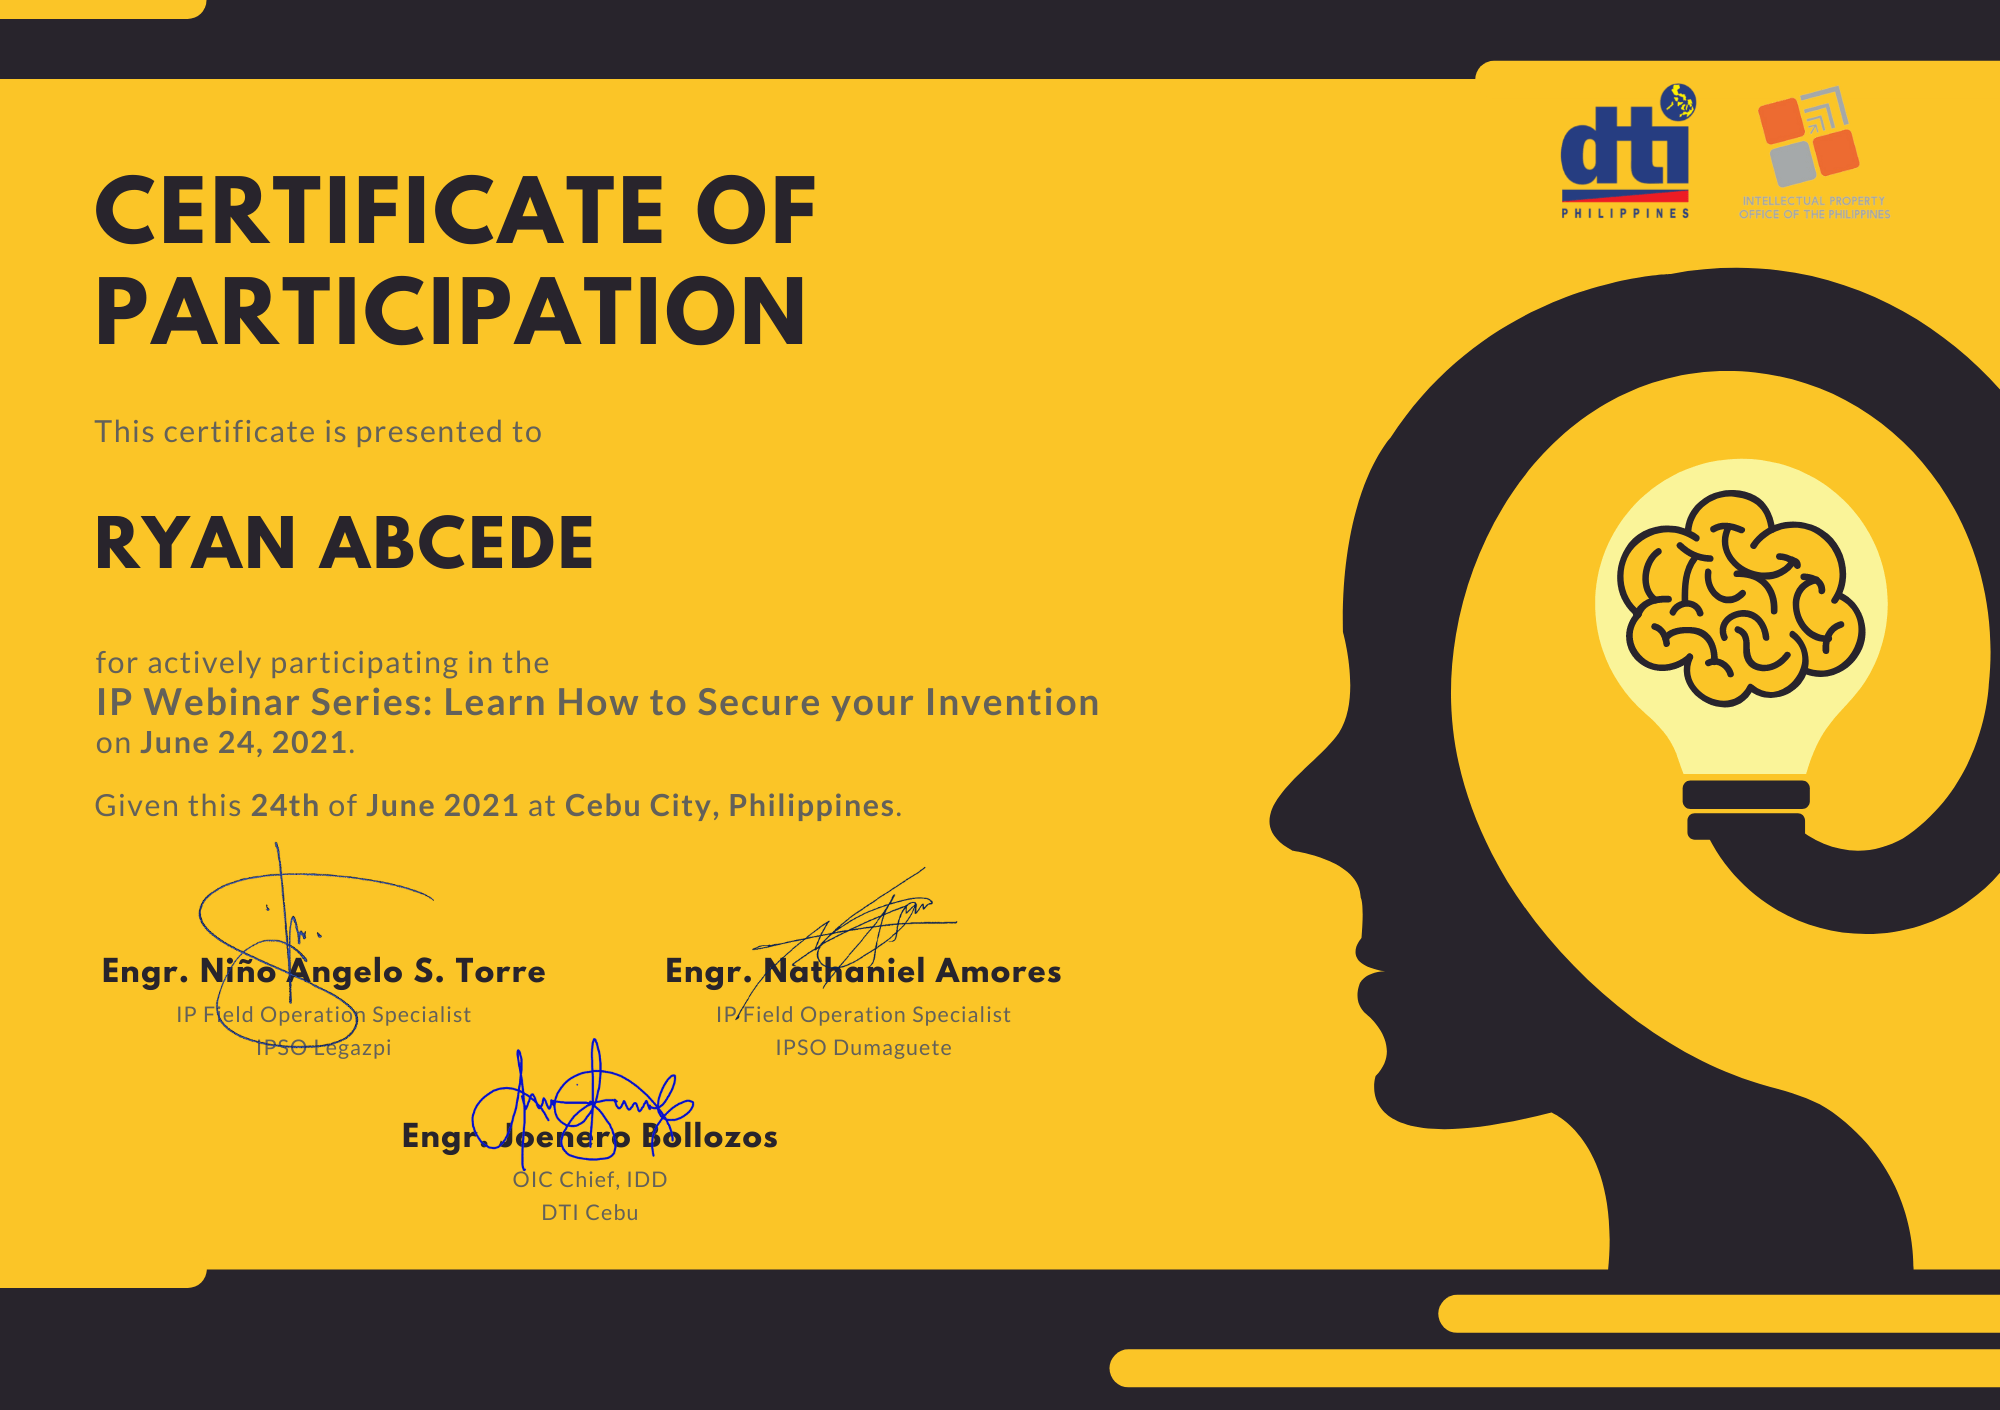 dti
PHILIPPINES
INTELLECTUAL PROPERTY
OFFICE OF THE PHILIPPINES
CERTIFICATE OF
PARTICIPATION
This certificate is presented to
RYAN ABCEDE
for actively participating in the
IP Webinar Series: Learn How to Secure your Invention
on June 24, 2021.
Given this 24th of June 2021 at Cebu City, Philippines.
Engr. Niño Angelo S. Torre
IP Field Operation Specialist
IPSO Legazpi
Engr. Nathaniel Amores
IP Field Operation Specialist
IPSO Dumaguete
Engr. Joenero Bollozos
OIC Chief, IDD
DTI Cebu